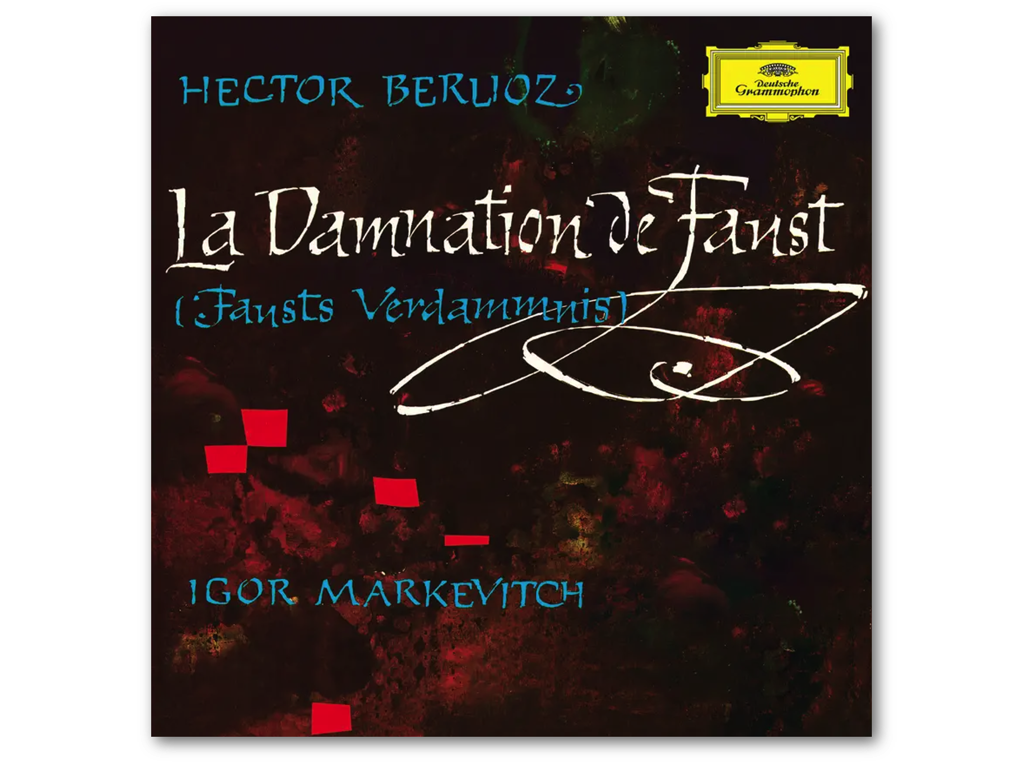 HECTOR BERLIOZ
Deutsche
Grammophon
La Damnation de Faust
(Fausts Verdammnis)
IGOR MARKEVITCH